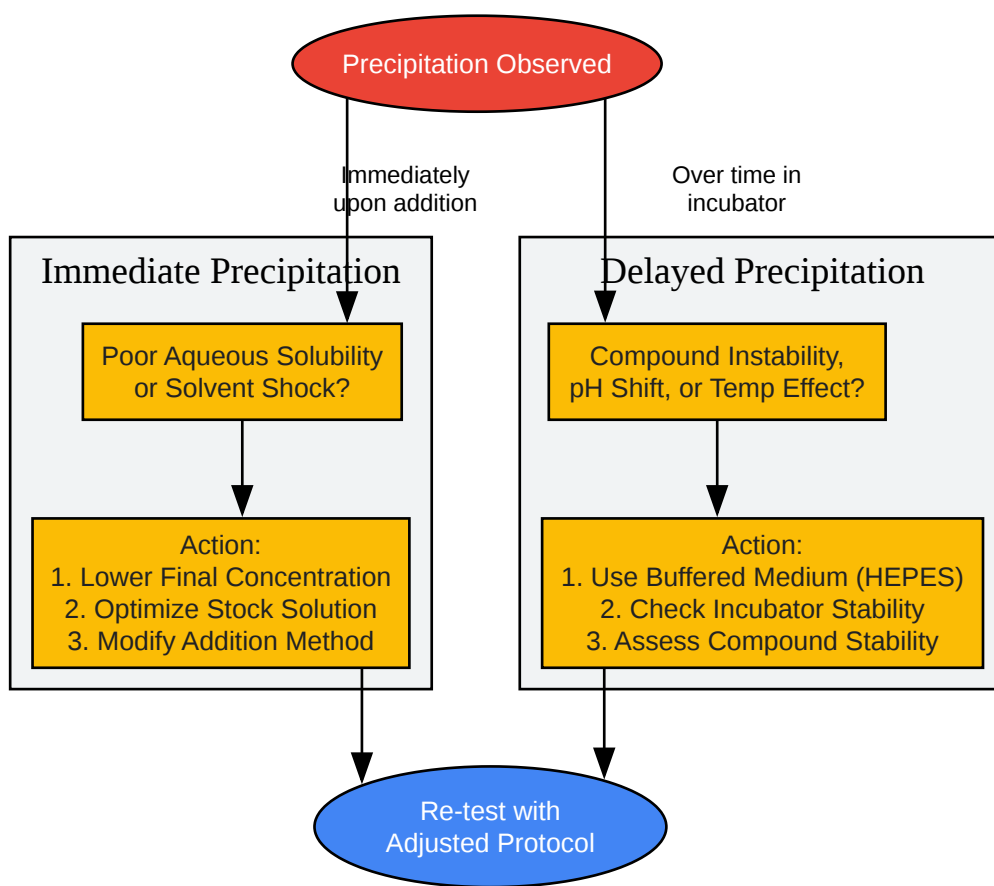 Precipitation Observed
Immediately
upon addition
Over time in
incubator
Immediate Precipitation
Delayed Precipitation
Poor Aqueous Solubility
or Solvent Shock?
Compound Instability,
pH Shift, or Temp Effect?
Action:
1. Lower Final Concentration
2. Optimize Stock Solution
3. Modify Addition Method
Action:
1. Use Buffered Medium (HEPES)
2. Check Incubator Stability
3. Assess Compound Stability
Re-test with
Adjusted Protocol